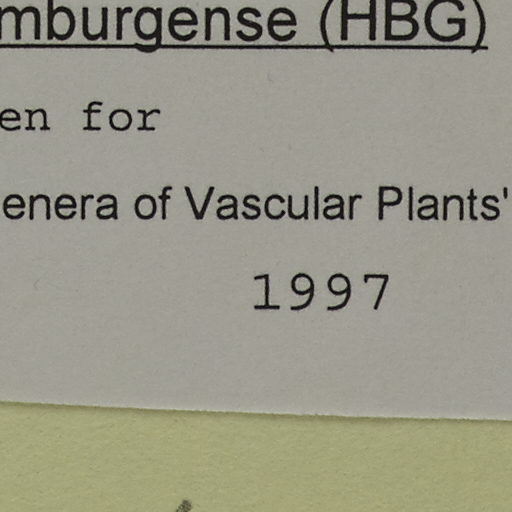 mburgense (HBG)
en for
enera of Vascular Plants'
1997